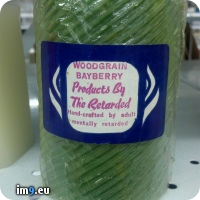 WOODGRAIN
BAYBERRY
Products By
The Retarded
Hand-crafted by adult
mentally retarded
im9.eu